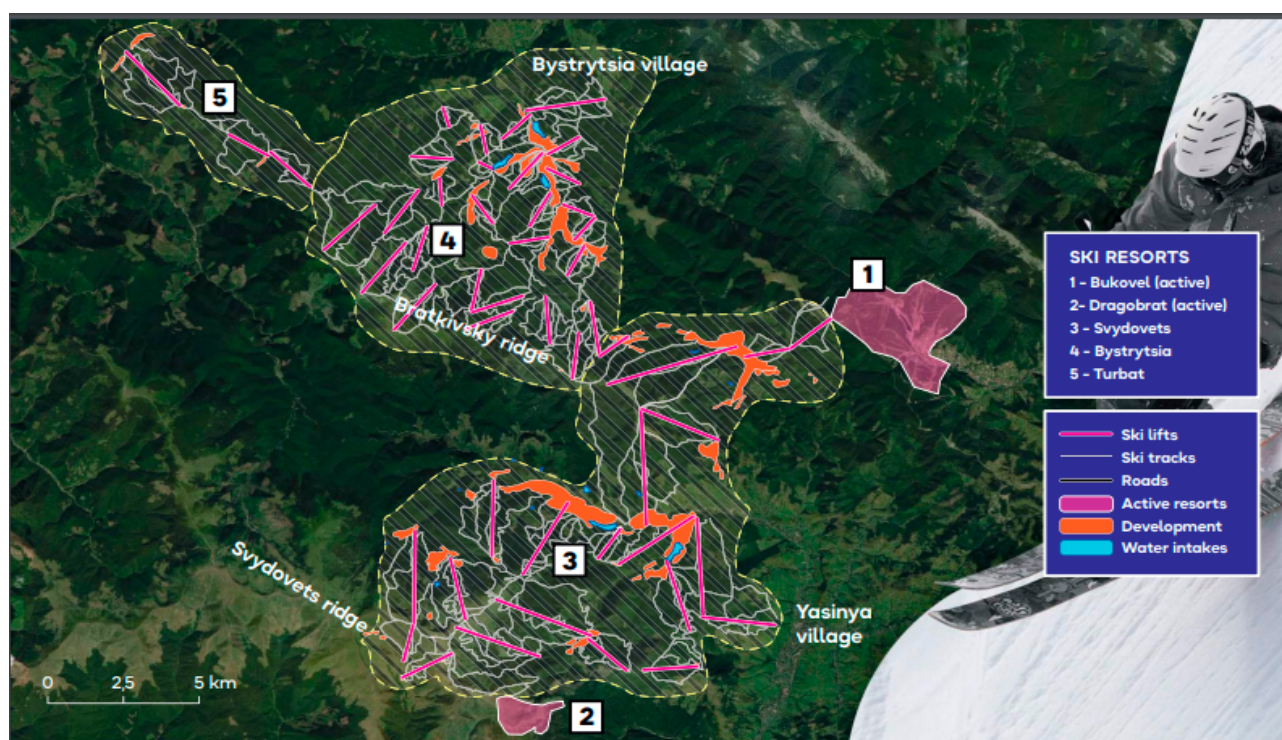 Bystrytsia village
5
4
Bratkivsky ridge
1
3
Svydovets ridge
Yasinya
village
0 2,5 5 km
2
SKI RESORTS
1 - Bukovel (active)
2- Dragobrat (active)
3 - Svydovets
4 - Bystrytsia
5 - Turbat
Ski lifts
Ski tracks
Roads
Active resorts
Development
Water intakes